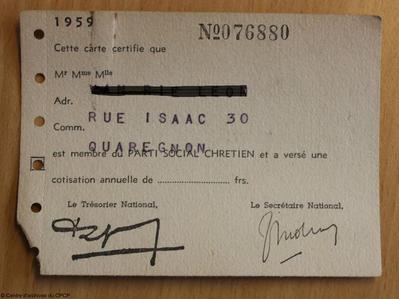 1959
№076880
Cette carte certifie que
Mr Mme Mlle
Adr.
RUE ISAAC 30
Comm.
QUAREGNON
est membre du PARTI SOCIAL CHRETIEN et a versé une
cotisation annuelle de .............................. frs.
Le Trésorier National,
Le Secrétaire National,
© Centre d'archives du CPCP